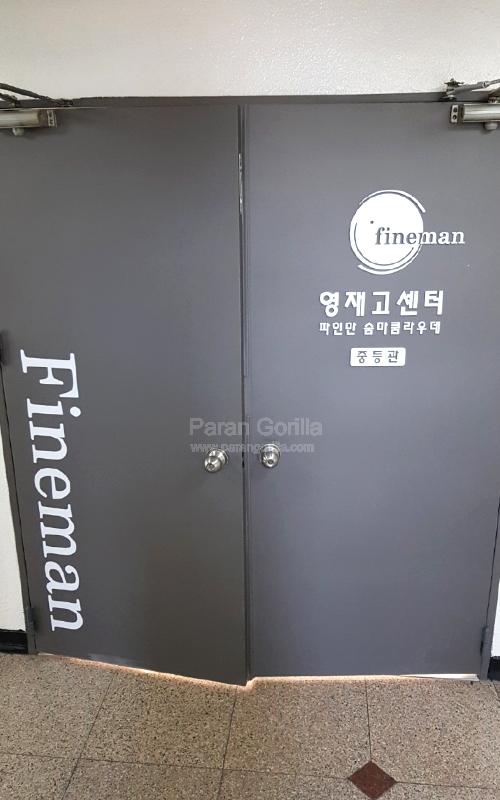 fineman
영재고센터
파인만 숨마쿰라우데
중등관
Fineman
Paran Gorilla
www.parangorilla.com